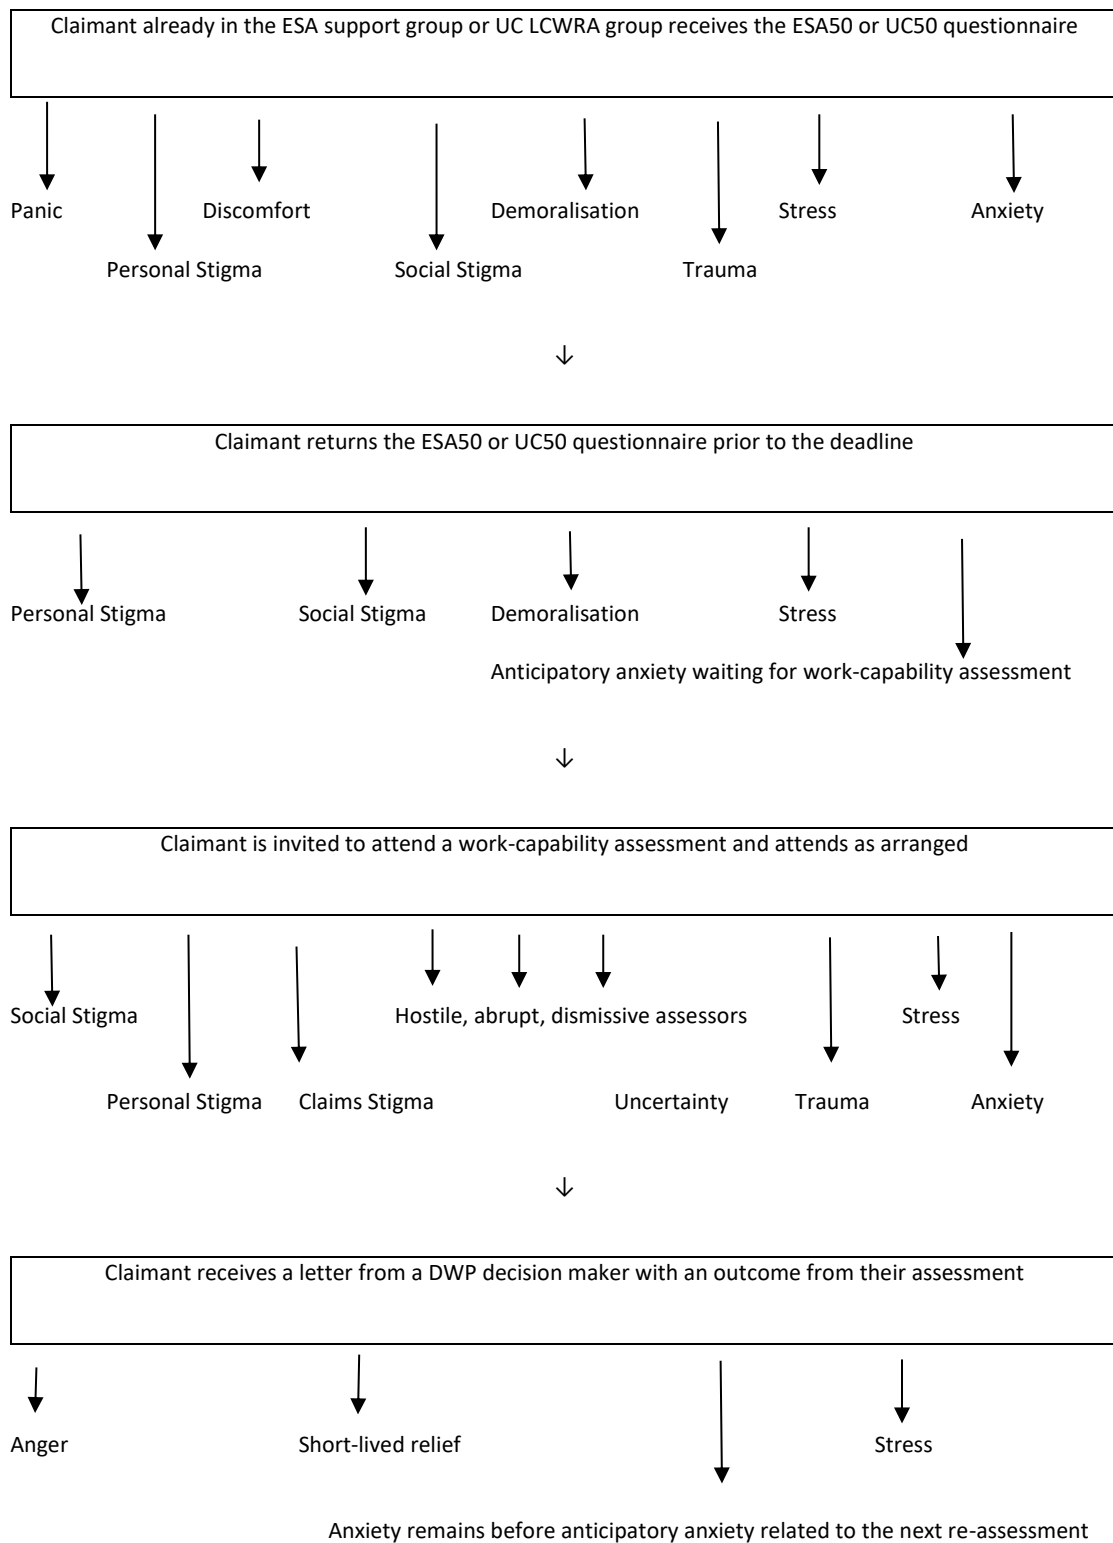 Claimant already in the ESA support group or UC LCWRA group receives the ESA50 or UC50 questionnaire
Panic Discomfort Demoralisation Stress Anxiety
Personal Stigma Social Stigma Trauma
↓
Claimant returns the ESA50 or UC50 questionnaire prior to the deadline
Personal Stigma Social Stigma Demoralisation Stress
Anticipatory anxiety waiting for work-capability assessment
↓
Claimant is invited to attend a work-capability assessment and attends as arranged
Social Stigma Hostile, abrupt, dismissive assessors Stress
Personal Stigma Claims Stigma Uncertainty Trauma Anxiety
↓
Claimant receives a letter from a DWP decision maker with an outcome from their assessment
Anger Short-lived relief Stress
Anxiety remains before anticipatory anxiety related to the next re-assessment